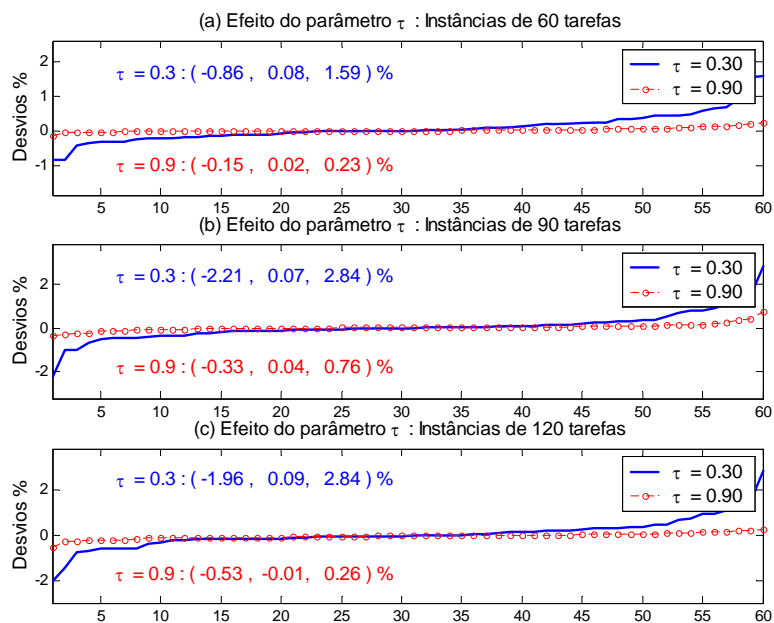 (a) Efeito do parâmetro τ : Instâncias de 60 tarefas
Desvios %
2
1
0
-1
τ = 0.3 : ( -0.86 , 0.08, 1.59 ) %
τ = 0.9 : ( -0.15, 0.02, 0.23 ) %
τ = 0.30
τ = 0.90
5 10 15 20 25 30 35 40 45 50 55 60
(b) Efeito do parâmetro τ : Instâncias de 90 tarefas
Desvios %
2
0
-2
τ = 0.3 : ( -2.21, 0.07, 2.84 ) %
τ = 0.9 : ( -0.33, 0.04, 0.76 ) %
τ = 0.30
τ = 0.90
5 10 15 20 25 30 35 40 45 50 55 60
(c) Efeito do parâmetro τ : Instâncias de 120 tarefas
Desvios %
2
0
-2
τ = 0.3 : ( -1.96, 0.09, 2.84 ) %
τ = 0.9 : ( -0.53, -0.01, 0.26 ) %
τ = 0.30
τ = 0.90
5 10 15 20 25 30 35 40 45 50 55 60